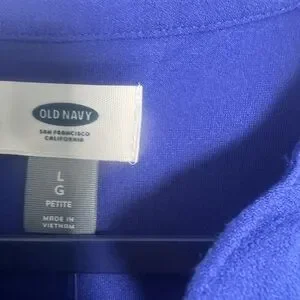 OLD NAVY
SAN FRANCISCO
CALIFORNIA
L
G
PETITE
MADE IN
VIETNAM